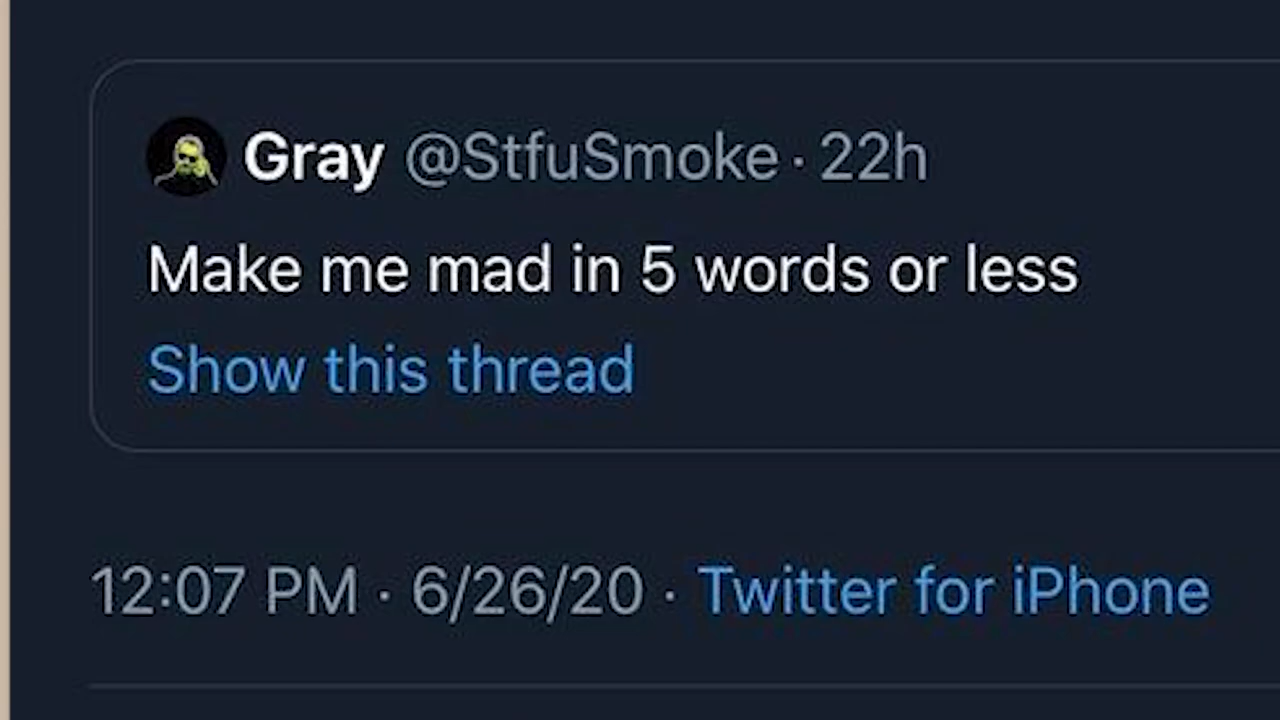 Gray @StfuSmoke · 22h
Make me mad in 5 words or less
Show this thread
12:07 PM · 6/26/20 · Twitter for iPhone